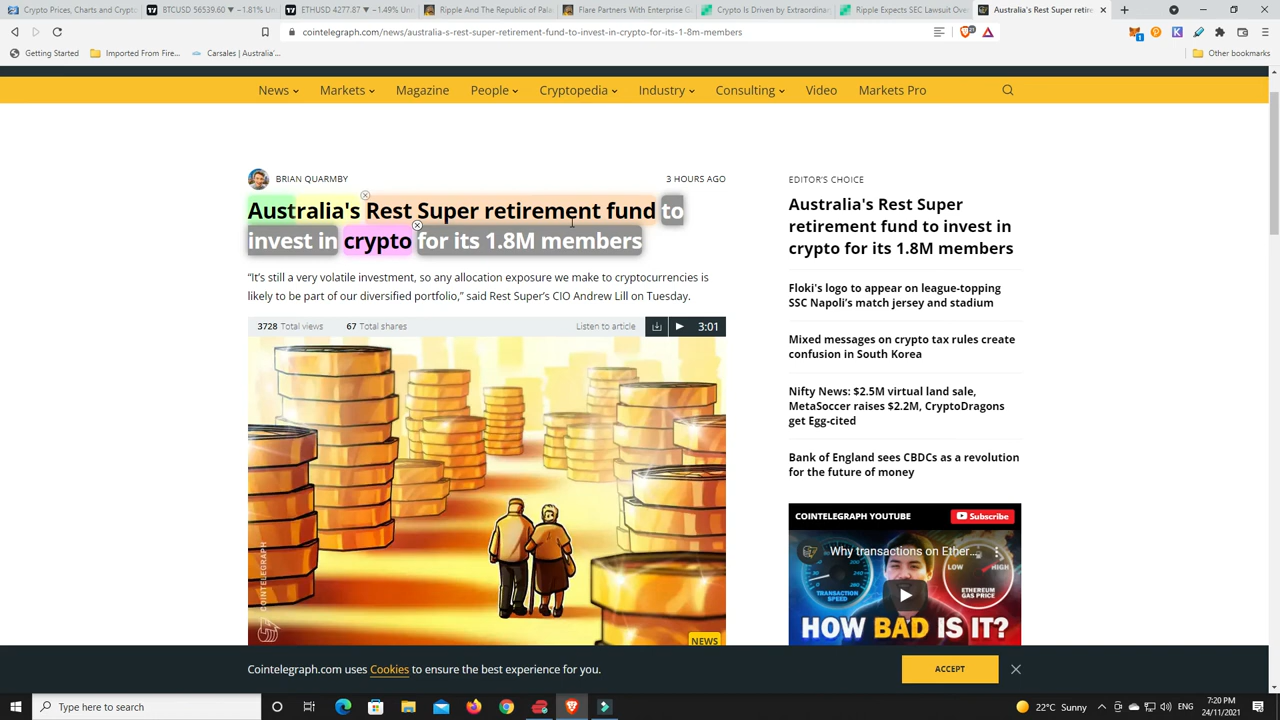 Crypto Prices, Charts and Crypto
BTCUSD 56539.60 ▼ −1.81% Un
ETHUSD 4277.87 ▼ −1.49% Un
Ripple And The Republic of Pala
Flare Partners With Enterprise G
Crypto Is Driven by Extraordinar
Ripple Expects SEC Lawsuit Over
Australia's Rest Super retire
cointelegraph.com/news/australia-s-rest-super-retirement-fund-to-invest-in-crypto-for-its-1-8m-members
Getting Started
Imported From Firef...
Carsales | Australia'...
Other bookmarks
News
Markets
Magazine
People
Cryptopedia
Industry
Consulting
Video
Markets Pro
BRIAN QUARMBY
3 HOURS AGO
Australia's Rest Super retirement fund to
invest in crypto for its 1.8M members
“It’s still a very volatile investment, so any allocation exposure we make to cryptocurrencies is
likely to be part of our diversified portfolio,” said Rest Super’s CIO Andrew Lill on Tuesday.
3728 Total views
67 Total shares
Listen to article
3:01
COINTELEGRAPH
NEWS
EDITOR’S CHOICE
Australia's Rest Super
retirement fund to invest in
crypto for its 1.8M members
Floki's logo to appear on league-topping
SSC Napoli’s match jersey and stadium
Mixed messages on crypto tax rules create
confusion in South Korea
Nifty News: $2.5M virtual land sale,
MetaSoccer raises $2.2M, CryptoDragons
get Egg-cited
Bank of England sees CBDCs as a revolution
for the future of money
COINTELEGRAPH YOUTUBE
Subscribe
Why transactions on Ether...
TRANSACTION
SPEED
LOW
HIGH
ETHEREUM
GAS PRICE
HOW BAD IS IT?
Cointelegraph.com uses Cookies to ensure the best experience for you.
ACCEPT
Type here to search
22°C Sunny
ENG
7:20 PM
24/11/2021